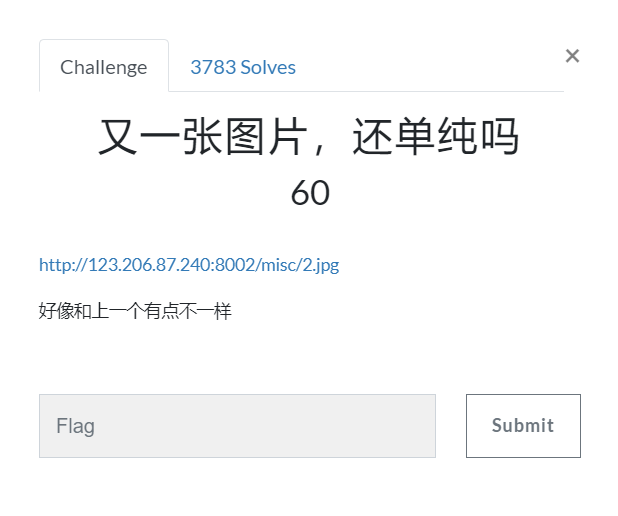 Challenge
3783 Solves
×
又一张图片，还单纯吗
60
http://123.206.87.240:8002/misc/2.jpg
好像和上一个有点不一样
Flag
Submit